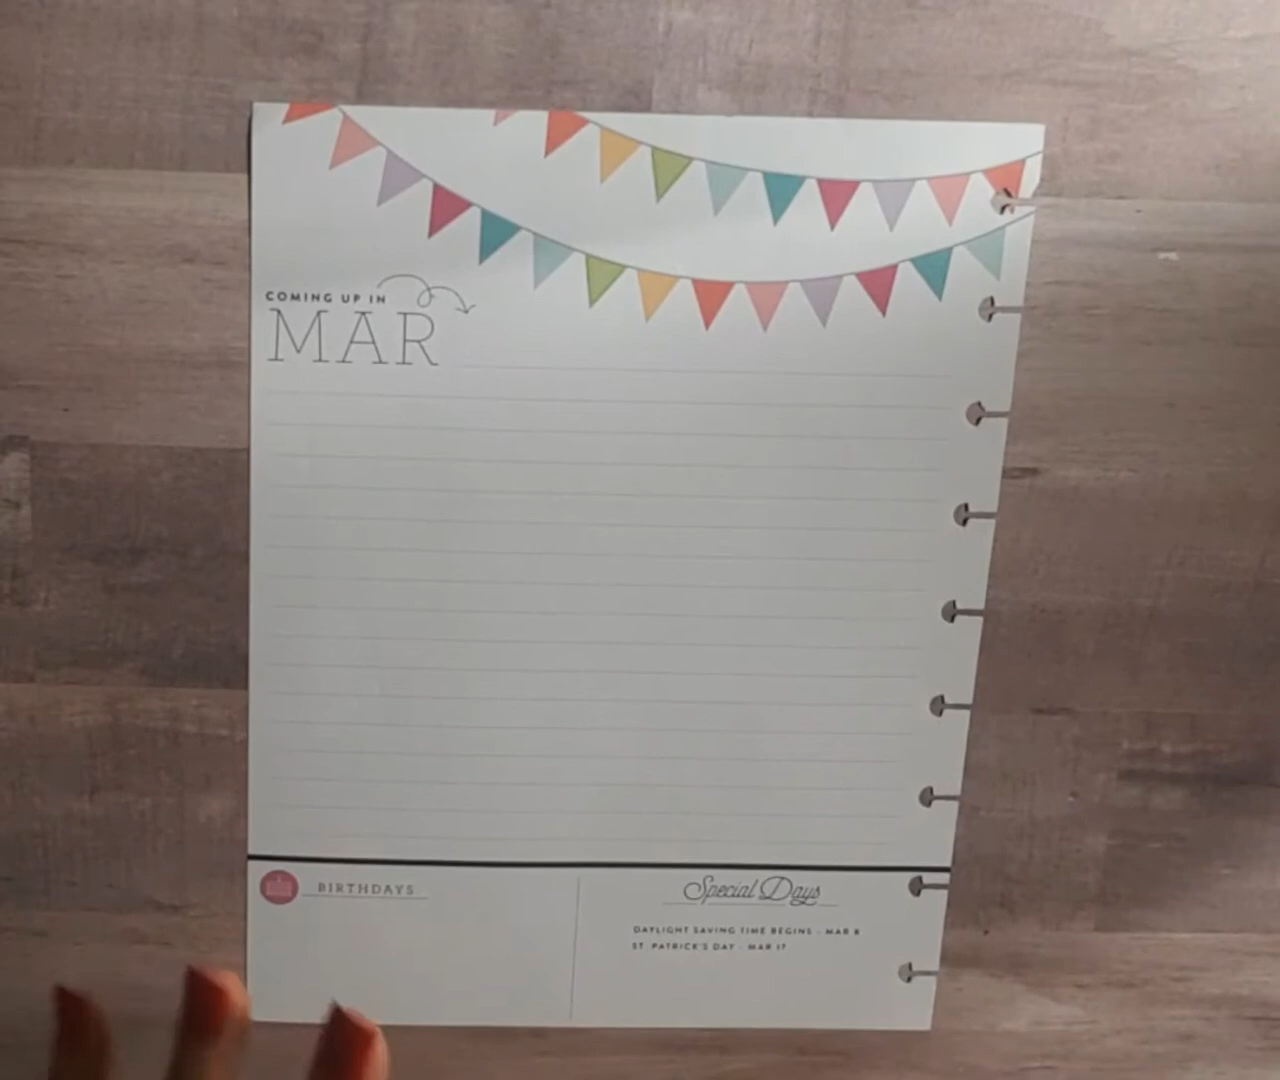 COMING UP IN
MAR
BIRTHDAYS
Special Days
DAYLIGHT SAVING TIME BEGINS - MAR 8
ST. PATRICK'S DAY - MAR 17